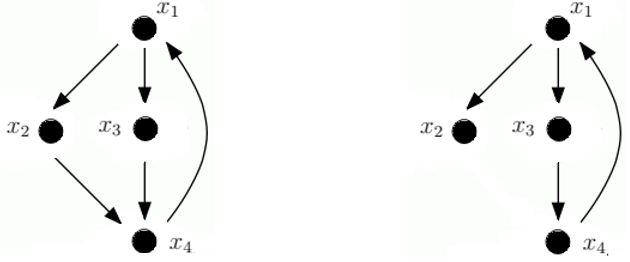 x₁ x₁
x₂ x₃ x₂ x₃
x₄ x₄.